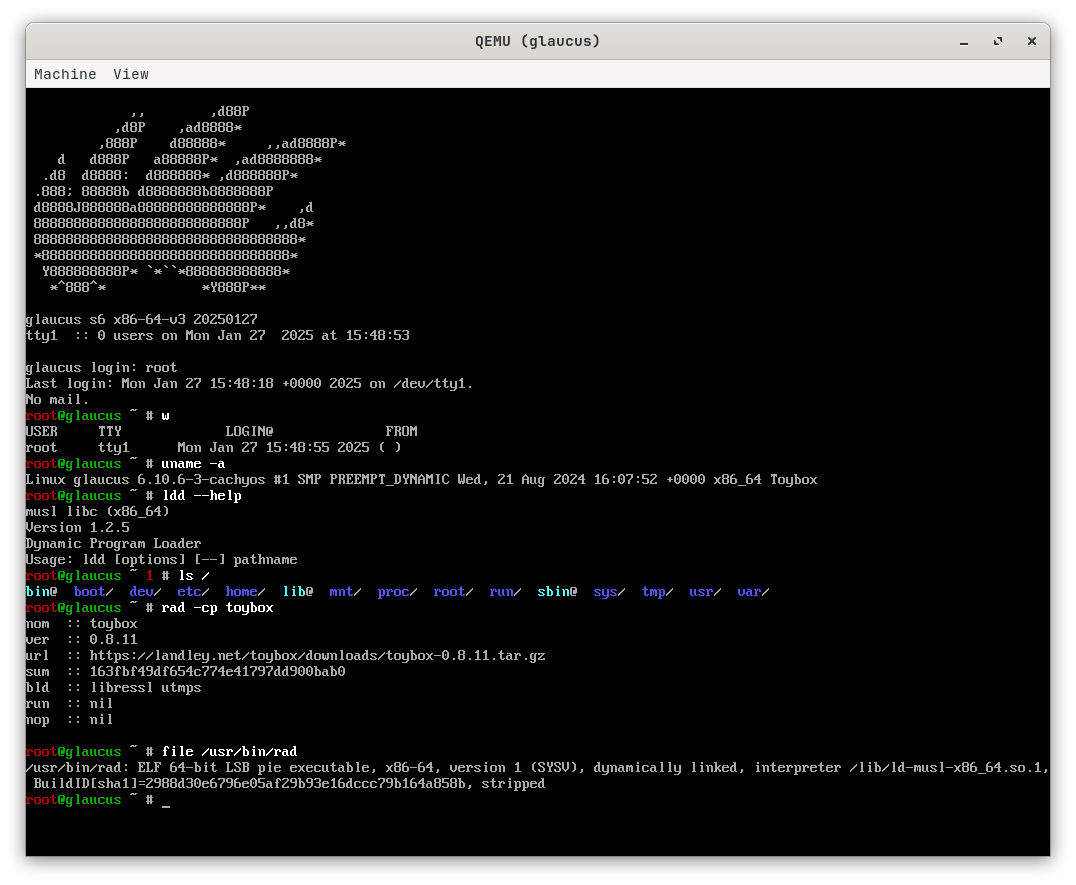 QEMU (glaucus)
Machine View
              ,,        ,d88P
           ,d8P    ,ad8888*
         ,888P    d88888*     ,,ad8888P*
    d   d888P   a88888P*  ,ad8888888*
  .d8  d8888:  d888888* ,d888888P*
 .888; 88888b d8888888b8888888P
 d8888J888888a88888888888888P*    ,d
 88888888888888888888888888P   ,,d8*
 888888888888888888888888888888888*
 *8888888888888888888888888888888*
  Y888888888P* `*``*888888888888*
   *^888^*            *Y888P**
glaucus s6 x86-64-v3 20250127
tty1  :: 0 users on Mon Jan 27  2025 at 15:48:53
glaucus login: root
Last login: Mon Jan 27 15:48:18 +0000 2025 on /dev/tty1.
No mail.
root@glaucus ~ # w
USER     TTY             LOGIN@              FROM
root     tty1      Mon Jan 27 15:48:55 2025 ( )
root@glaucus ~ # uname -a
Linux glaucus 6.10.6-3-cachyos #1 SMP PREEMPT_DYNAMIC Wed, 21 Aug 2024 16:07:52 +0000 x86_64 Toybox
root@glaucus ~ # ldd --help
musl libc (x86_64)
Version 1.2.5
Dynamic Program Loader
Usage: ldd [options] [--] pathname
root@glaucus ~ 1 # ls /
bin@  boot/  dev/  etc/  home/  lib@  mnt/  proc/  root/  run/  sbin@  sys/  tmp/  usr/  var/
root@glaucus ~ # rad -cp toybox
nom  :: toybox
ver  :: 0.8.11
url  :: https://landley.net/toybox/downloads/toybox-0.8.11.tar.gz
sum  :: 163fbf49df654c774e41797dd900bab0
bld  :: libressl utmps
run  :: nil
nop  :: nil
root@glaucus ~ # file /usr/bin/rad
/usr/bin/rad: ELF 64-bit LSB pie executable, x86-64, version 1 (SYSV), dynamically linked, interpreter /lib/ld-musl-x86_64.so.1,
 BuildID[sha1]=2988d30e6796e05af29b93e16dccc79b164a858b, stripped
root@glaucus ~ # _